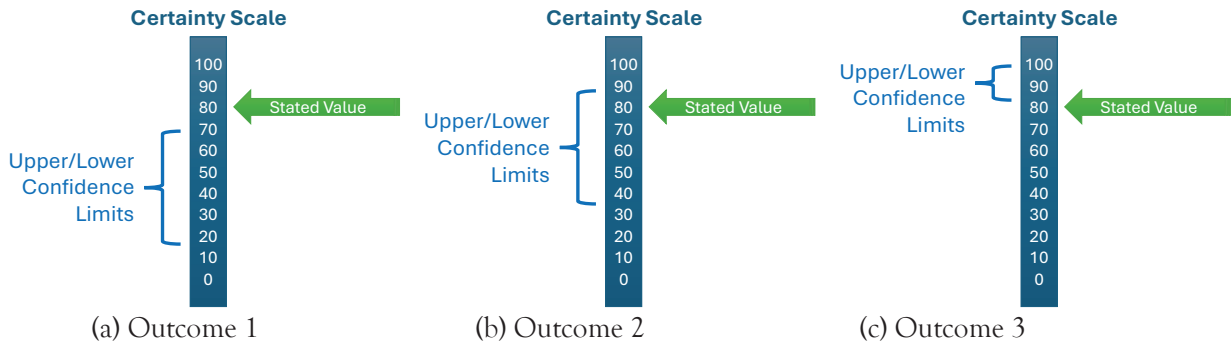 Certainty Scale
100
90
80
70
60
50
40
30
20
10
0
Stated Value
Upper/Lower
Confidence
Limits
(a) Outcome 1
Certainty Scale
100
90
80
70
60
50
40
30
20
10
0
Stated Value
Upper/Lower
Confidence
Limits
(b) Outcome 2
Certainty Scale
100
90
80
70
60
50
40
30
20
10
0
Stated Value
Upper/Lower
Confidence
Limits
(c) Outcome 3